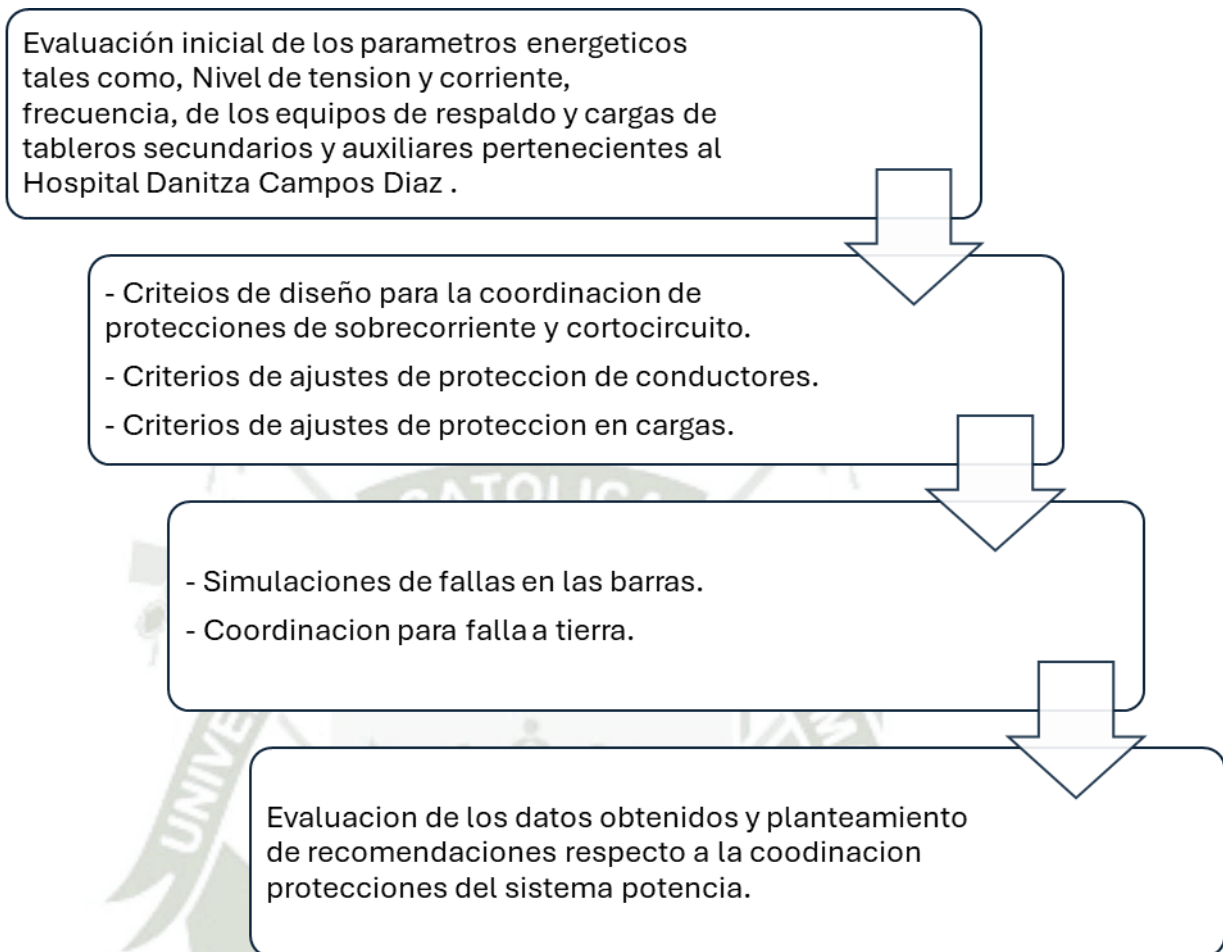 Evaluación inicial de los parametros energeticos
tales como, Nivel de tension y corriente,
frecuencia, de los equipos de respaldo y cargas de
tableros secundarios y auxiliares pertenecientes al
Hospital Danitza Campos Diaz .
- Criteios de diseño para la coordinacion de
protecciones de sobrecorriente y cortocircuito.
- Criterios de ajustes de proteccion de conductores.
- Criterios de ajustes de proteccion en cargas.
CATOLICA
- Simulaciones de fallas en las barras.
- Coordinacion para falla a tierra.
UNIVE
Evaluacion de los datos obtenidos y planteamiento
de recomendaciones respecto a la coodinacion
protecciones del sistema potencia.